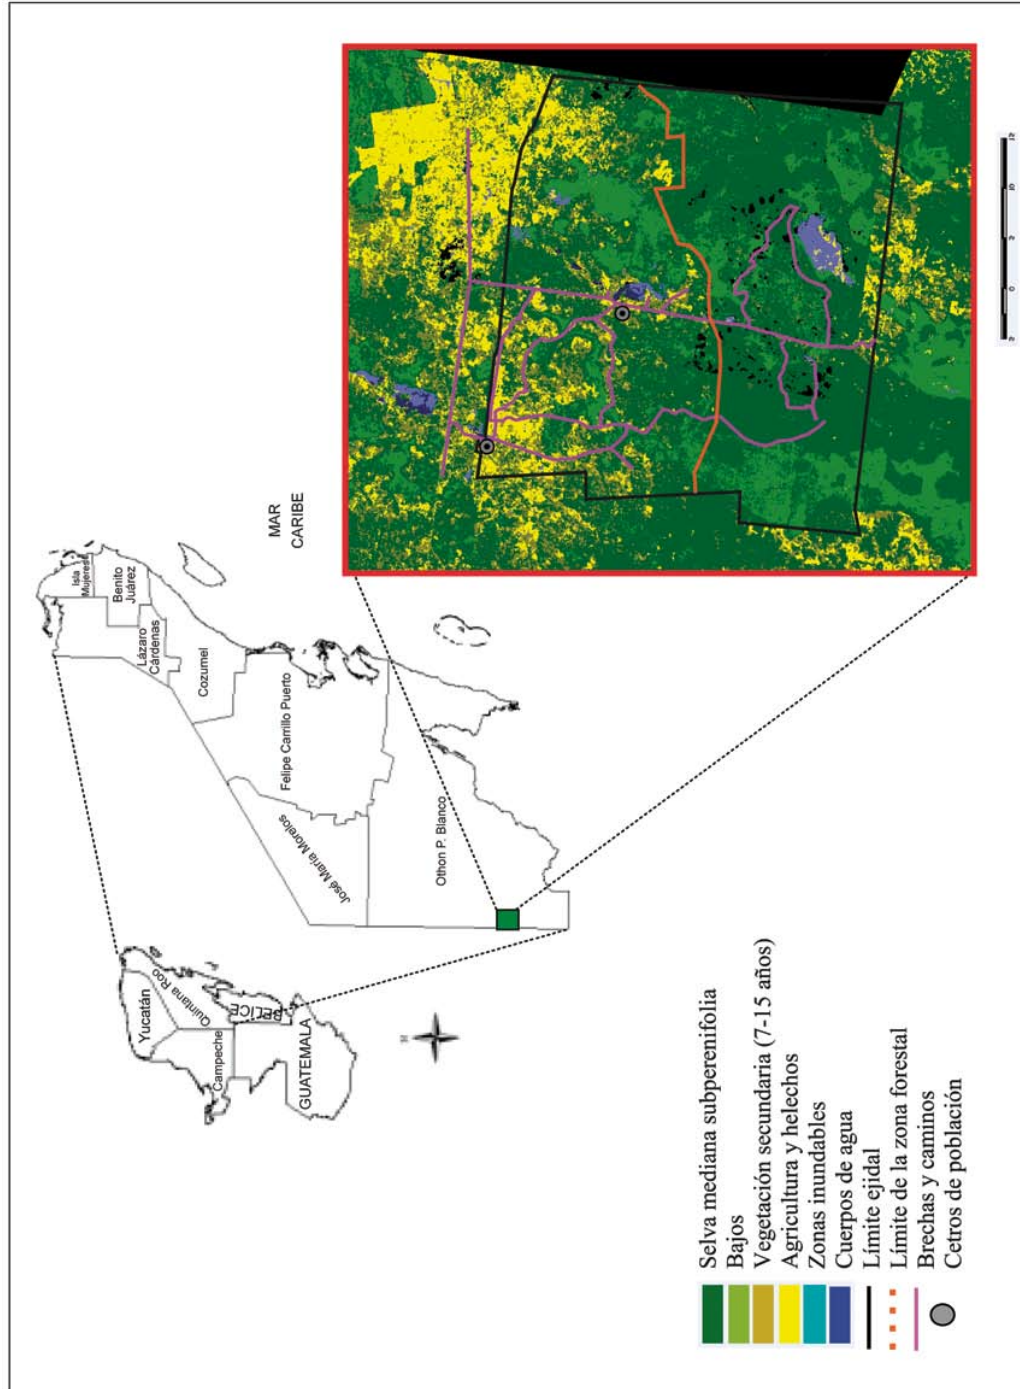 Yucatán
Quintana Roo
Campeche
BELICE
GUATEMALA
Isla
Mujeres
Benito
Juárez
Lázaro
Cárdenas
Cozumel
Felipe Carrillo Puerto
José María Morelos
Othon P. Blanco
MAR
CARIBE
Selva mediana subperenifolia
Bajos
Vegetación secundaria (7-15 años)
Agricultura y helechos
Zonas inundables
Cuerpos de agua
Límite ejidal
Límite de la zona forestal
Brechas y caminos
Cetros de población